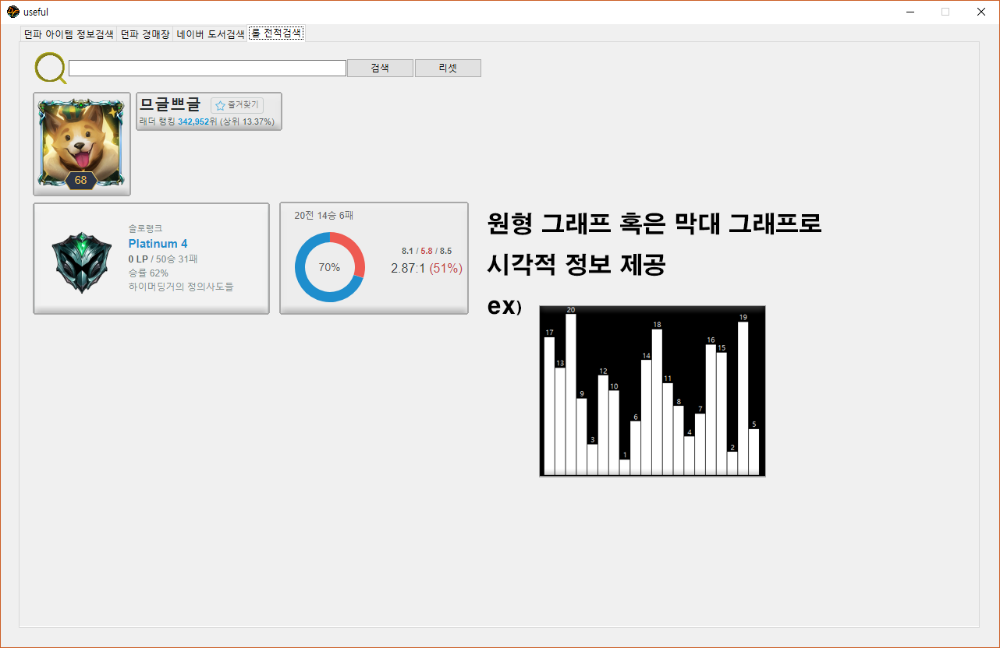 useful
던파 아이템 정보검색 던파 경매장 네이버 도서검색 롤 전적검색
검색 리셋
므글쁘글 즐겨찾기
래더 랭킹 342,952위 (상위 13.37%)
68
솔로랭크
Platinum 4
0 LP / 50승 31패
승률 62%
하이머딩거의 정의사도들
20전 14승 6패
70%
8.1 / 5.8 / 8.5
2.87:1 (51%)
원형 그래프 혹은 막대 그래프로
시각적 정보 제공
ex)
17 13 20 9 3 12 10 1 6 14 18 11 8 4 7 16 15 2 19 5